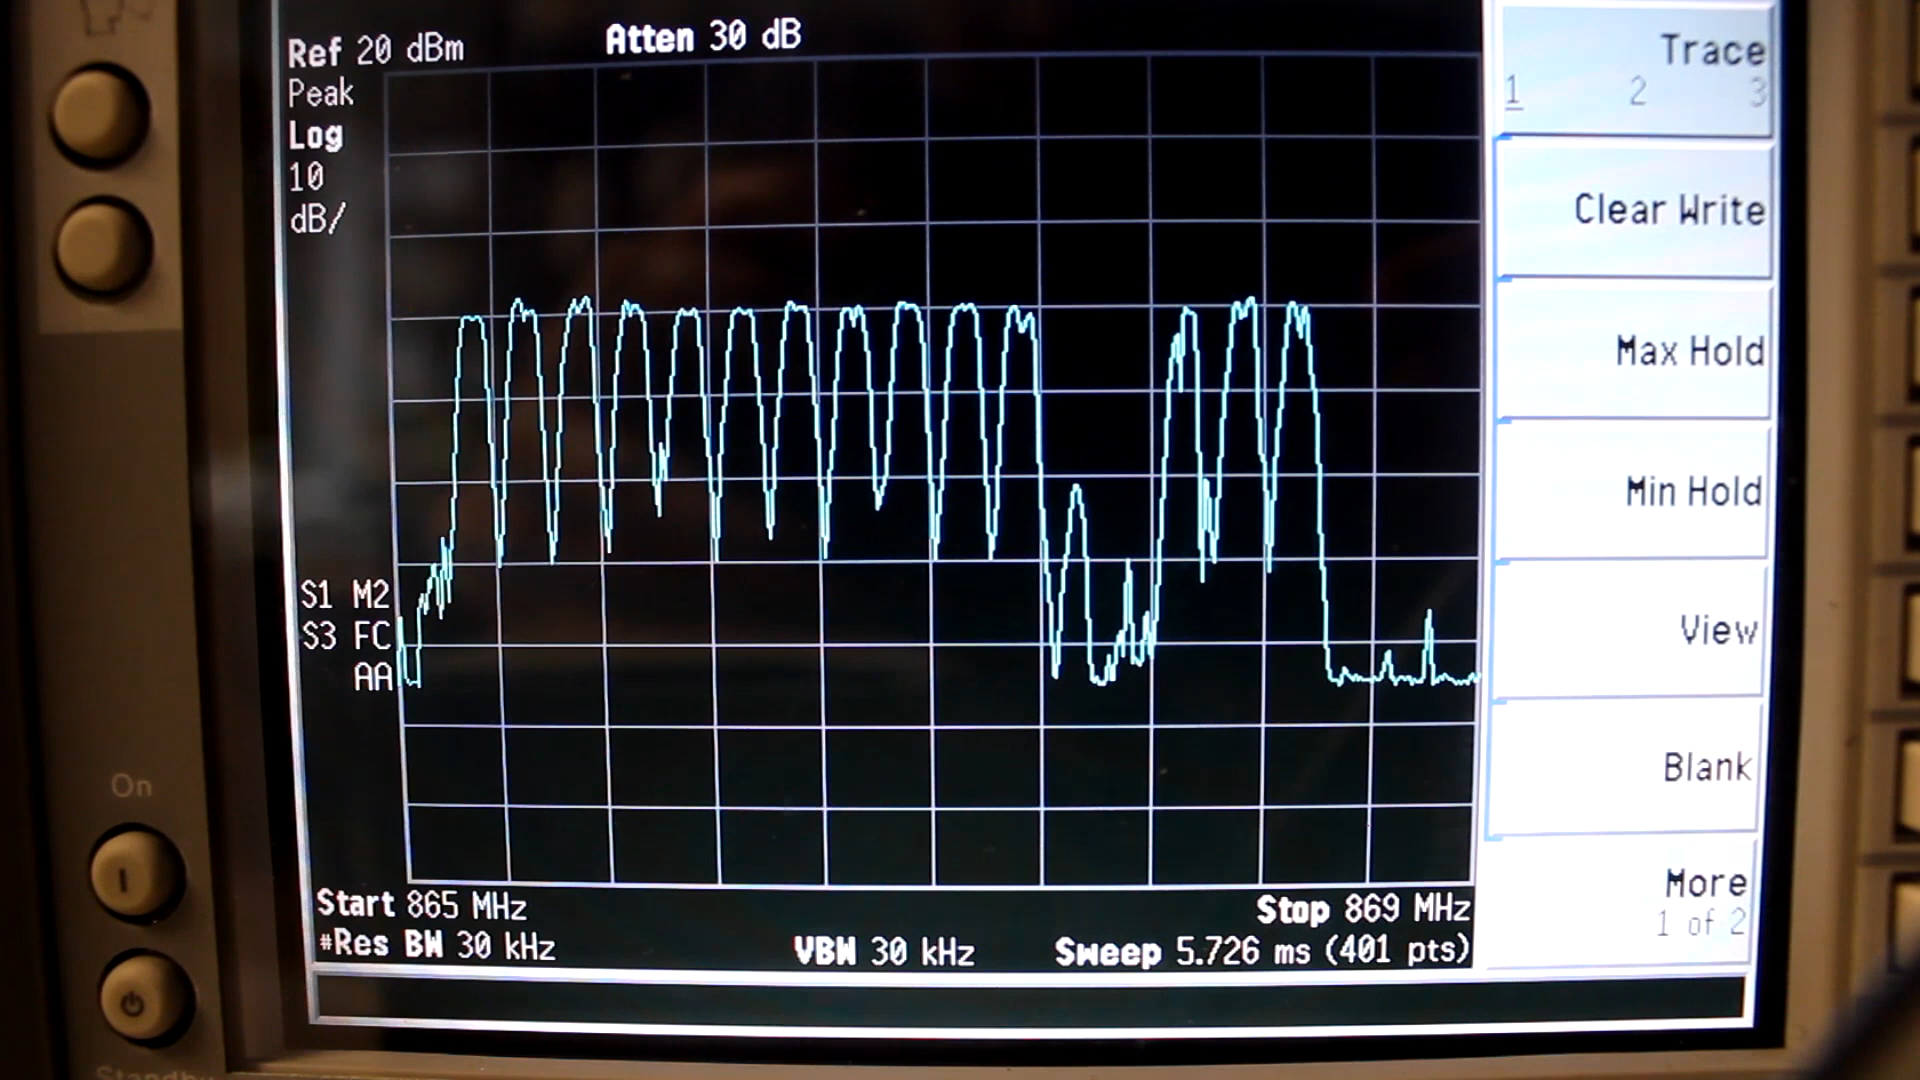 Ref 20 dBm Atten 30 dB
Peak
Log
10
dB/
S1 M2
S3 FC
AA
Start 865 MHz Stop 869 MHz
#Res BW 30 kHz VBW 30 kHz Sweep 5.726 ms (401 pts)
Trace
1 2 3
Clear Write
Max Hold
Min Hold
View
Blank
More
1 of 2
On
Standby